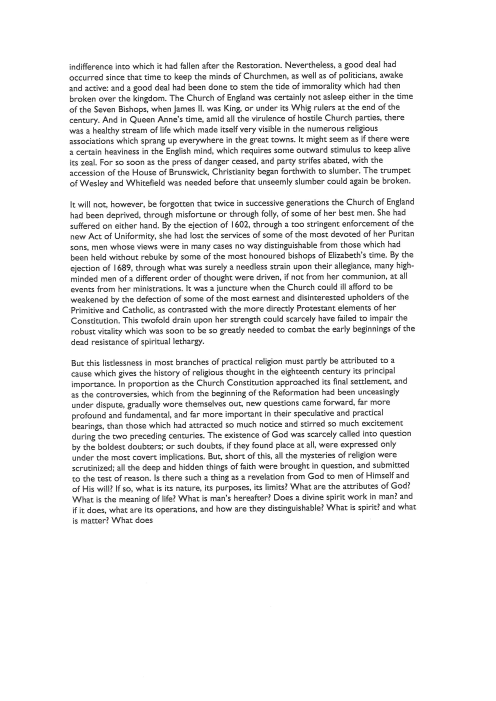 indifference into which it had fallen after the Restoration. Nevertheless, a good deal had
occurred since that time to keep the minds of Churchmen, as well as of politicians, awake
and active: and a good deal had been done to stem the tide of immorality which had then
broken over the kingdom. The Church of England was certainly not asleep either in the time
of the Seven Bishops, when James II. was King, or under its Whig rulers at the end of the
century. And in Queen Anne's time, amid all the virulence of hostile Church parties, there
was a healthy stream of life which made itself very visible in the numerous religious
associations which sprang up everywhere in the great towns. It might seem as if there were
a certain heaviness in the English mind, which requires some outward stimulus to keep alive
its zeal. For so soon as the press of danger ceased, and party strifes abated, with the
accession of the House of Brunswick, Christianity began forthwith to slumber. The trumpet
of Wesley and Whitefield was needed before that unseemly slumber could again be broken.

It will not, however, be forgotten that twice in successive generations the Church of England
had been deprived, through misfortune or through folly, of some of her best men. She had
suffered on either hand. By the ejection of 1602, through a too stringent enforcement of the
new Act of Uniformity, she had lost the services of some of the most devoted of her Puritan
sons, men whose views were in many cases no way distinguishable from those which had
been held without rebuke by some of the most honoured bishops of Elizabeth's time. By the
ejection of 1689, through what was surely a needless strain upon their allegiance, many high-
minded men of a different order of thought were driven, if not from her communion, at all
events from her ministrations. It was a juncture when the Church could ill afford to be
weakened by the defection of some of the most earnest and disinterested upholders of the
Primitive and Catholic, as contrasted with the more directly Protestant elements of her
Constitution. This twofold drain upon her strength could scarcely have failed to impair the
robust vitality which was soon to be so greatly needed to combat the early beginnings of the
dead resistance of spiritual lethargy.

But this listlessness in most branches of practical religion must partly be attributed to a
cause which gives the history of religious thought in the eighteenth century its principal
importance. In proportion as the Church Constitution approached its final settlement, and
as the controversies, which from the beginning of the Reformation had been unceasingly
under dispute, gradually wore themselves out, new questions came forward, far more
profound and fundamental, and far more important in their speculative and practical
bearings, than those which had attracted so much notice and stirred so much excitement
during the two preceding centuries. The existence of God was scarcely called into question
by the boldest doubters; or such doubts, if they found place at all, were expressed only
under the most covert implications. But, short of this, all the mysteries of religion were
scrutinized; all the deep and hidden things of faith were brought in question, and submitted
to the test of reason. Is there such a thing as a revelation from God to men of Himself and
of His will? If so, what is its nature, its purposes, its limits? What are the attributes of God?
What is the meaning of life? What is man's hereafter? Does a divine spirit work in man? and
if it does, what are its operations, and how are they distinguishable? What is spirit? and what
is matter? What does